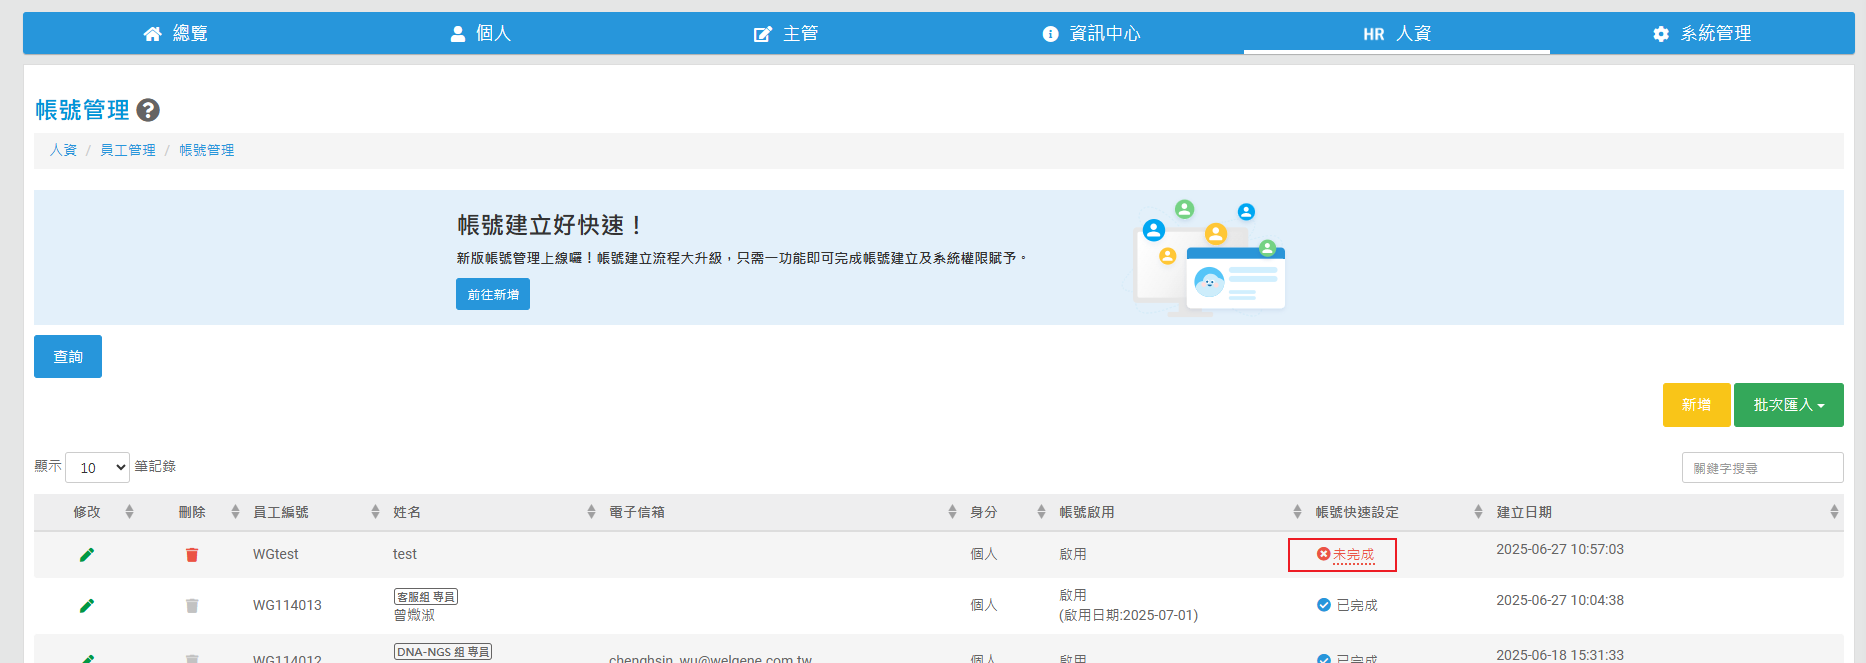 總覽
個人
主管
資訊中心
HR 人資
系統管理
帳號管理
人資 / 員工管理 / 帳號管理
帳號建立好快速！
新版帳號管理上線囉！帳號建立流程大升級，只需一功能即可完成帳號建立及系統權限賦予。
前往新增
查詢
新增 批次匯入
顯示 10 筆記錄
關鍵字搜尋
修改 刪除 員工編號 姓名 電子信箱 身分 帳號啟用 帳號快速設定 建立日期
WGtest test 個人 啟用 未完成 2025-06-27 10:57:03
客服組 專員
WG114013 曾媺淑 個人 啟用 已完成 2025-06-27 10:04:38
(啟用日期:2025-07-01)
DNA-NGS 組 專員
WG114012 chenghsin_wu@welgene.com.tw 個人 啟用 已完成 2025-06-18 15:31:33